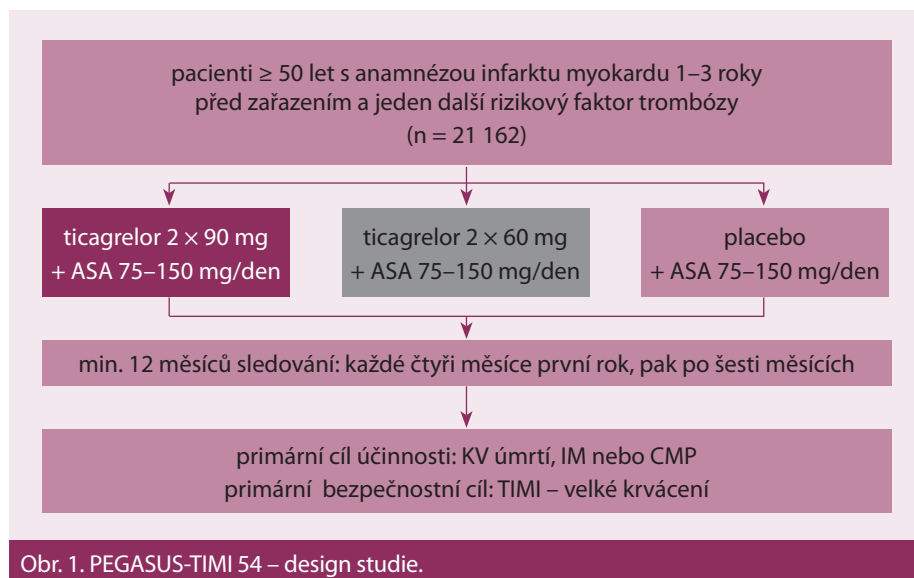 pacienti ≥ 50 let s anamnézou infarktu myokardu 1–3 roky
před zařazením a jeden další rizikový faktor trombózy
(n = 21 162)
ticagrelor 2 × 90 mg
+ ASA 75–150 mg/den
ticagrelor 2 × 60 mg
+ ASA 75–150 mg/den
placebo
+ ASA 75–150 mg/den
min. 12 měsíců sledování: každé čtyři měsíce první rok, pak po šesti měsících
primární cíl účinnosti: KV úmrtí, IM nebo CMP
primární bezpečnostní cíl: TIMI – velké krvácení
Obr. 1. PEGASUS-TIMI 54 – design studie.